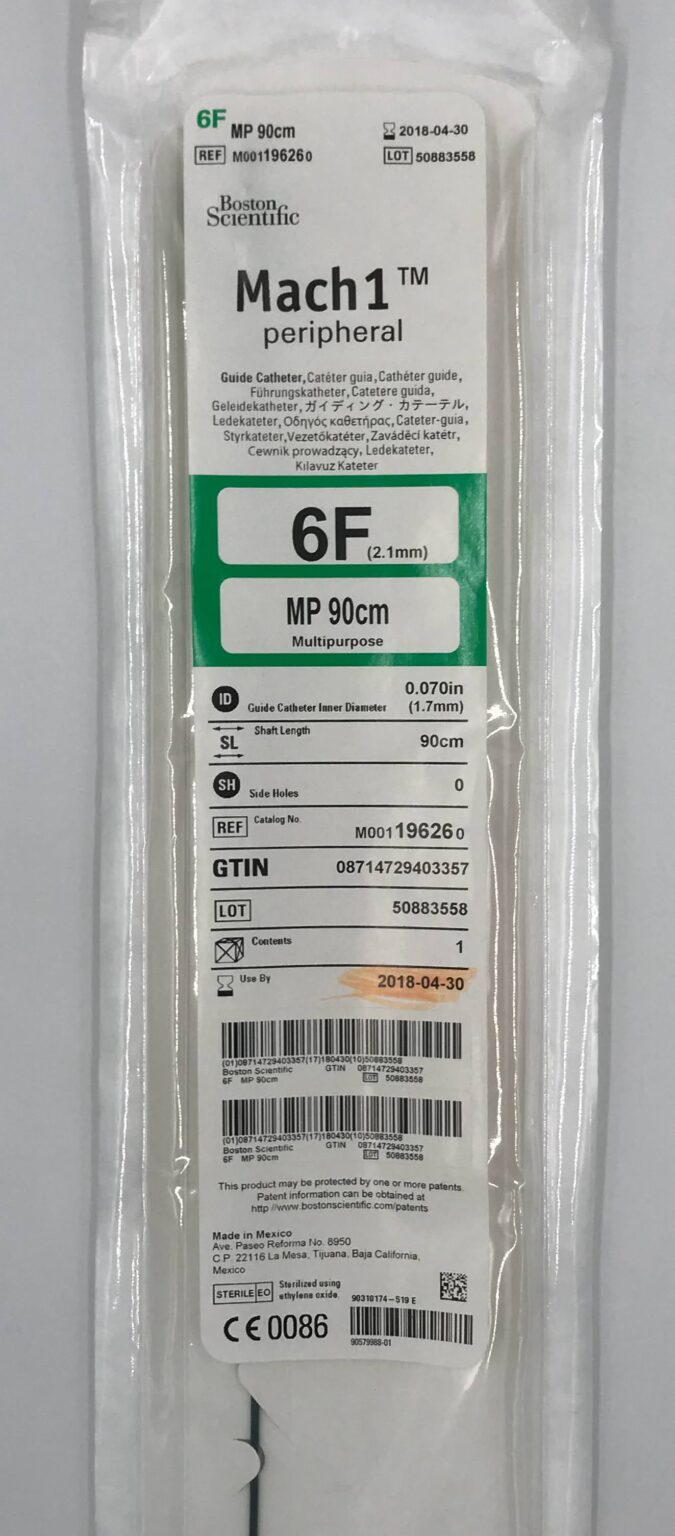 6F MP 90cm 2018-04-30
REF M001196260 LOT 50883558
Boston
Scientific
Mach1™
peripheral
Guide Catheter, Catéter guia, Cathéter guide,
Führungskatheter, Catetere guida,
Geleidekatheter, ガイディング・カテーテル,
Ledekateter, Οδηγός καθετήρας, Cateter-guia,
Styrkateter, Vezetőkatéter, Zaváděcí katétr,
Cewnik prowadzący, Ledekateter,
Kılavuz Kateter
6F (2.1mm)
MP 90cm
Multipurpose
ID Guide Catheter Inner Diameter 0.070in
(1.7mm)
SL Shaft Length 90cm
SH Side Holes 0
REF Catalog No. M001196260
GTIN 08714729403357
LOT 50883558
Contents 1
Use By 2018-04-30
(01)08714729403357(17)180430(10)50883558
Boston Scientific GTIN 08714729403357
6F MP 90cm LOT 50883558
(01)08714729403357(17)180430(10)50883558
Boston Scientific GTIN 08714729403357
6F MP 90cm LOT 50883558
This product may be protected by one or more patents.
Patent information can be obtained at
http://www.bostonscientific.com/patents
Made in Mexico
Ave. Paseo Reforma No. 8950
C.P. 22116 La Mesa, Tijuana, Baja California,
Mexico
STERILE EO Sterilized using
ethylene oxide. 90310174-519 E
CE 0086
90579988-01